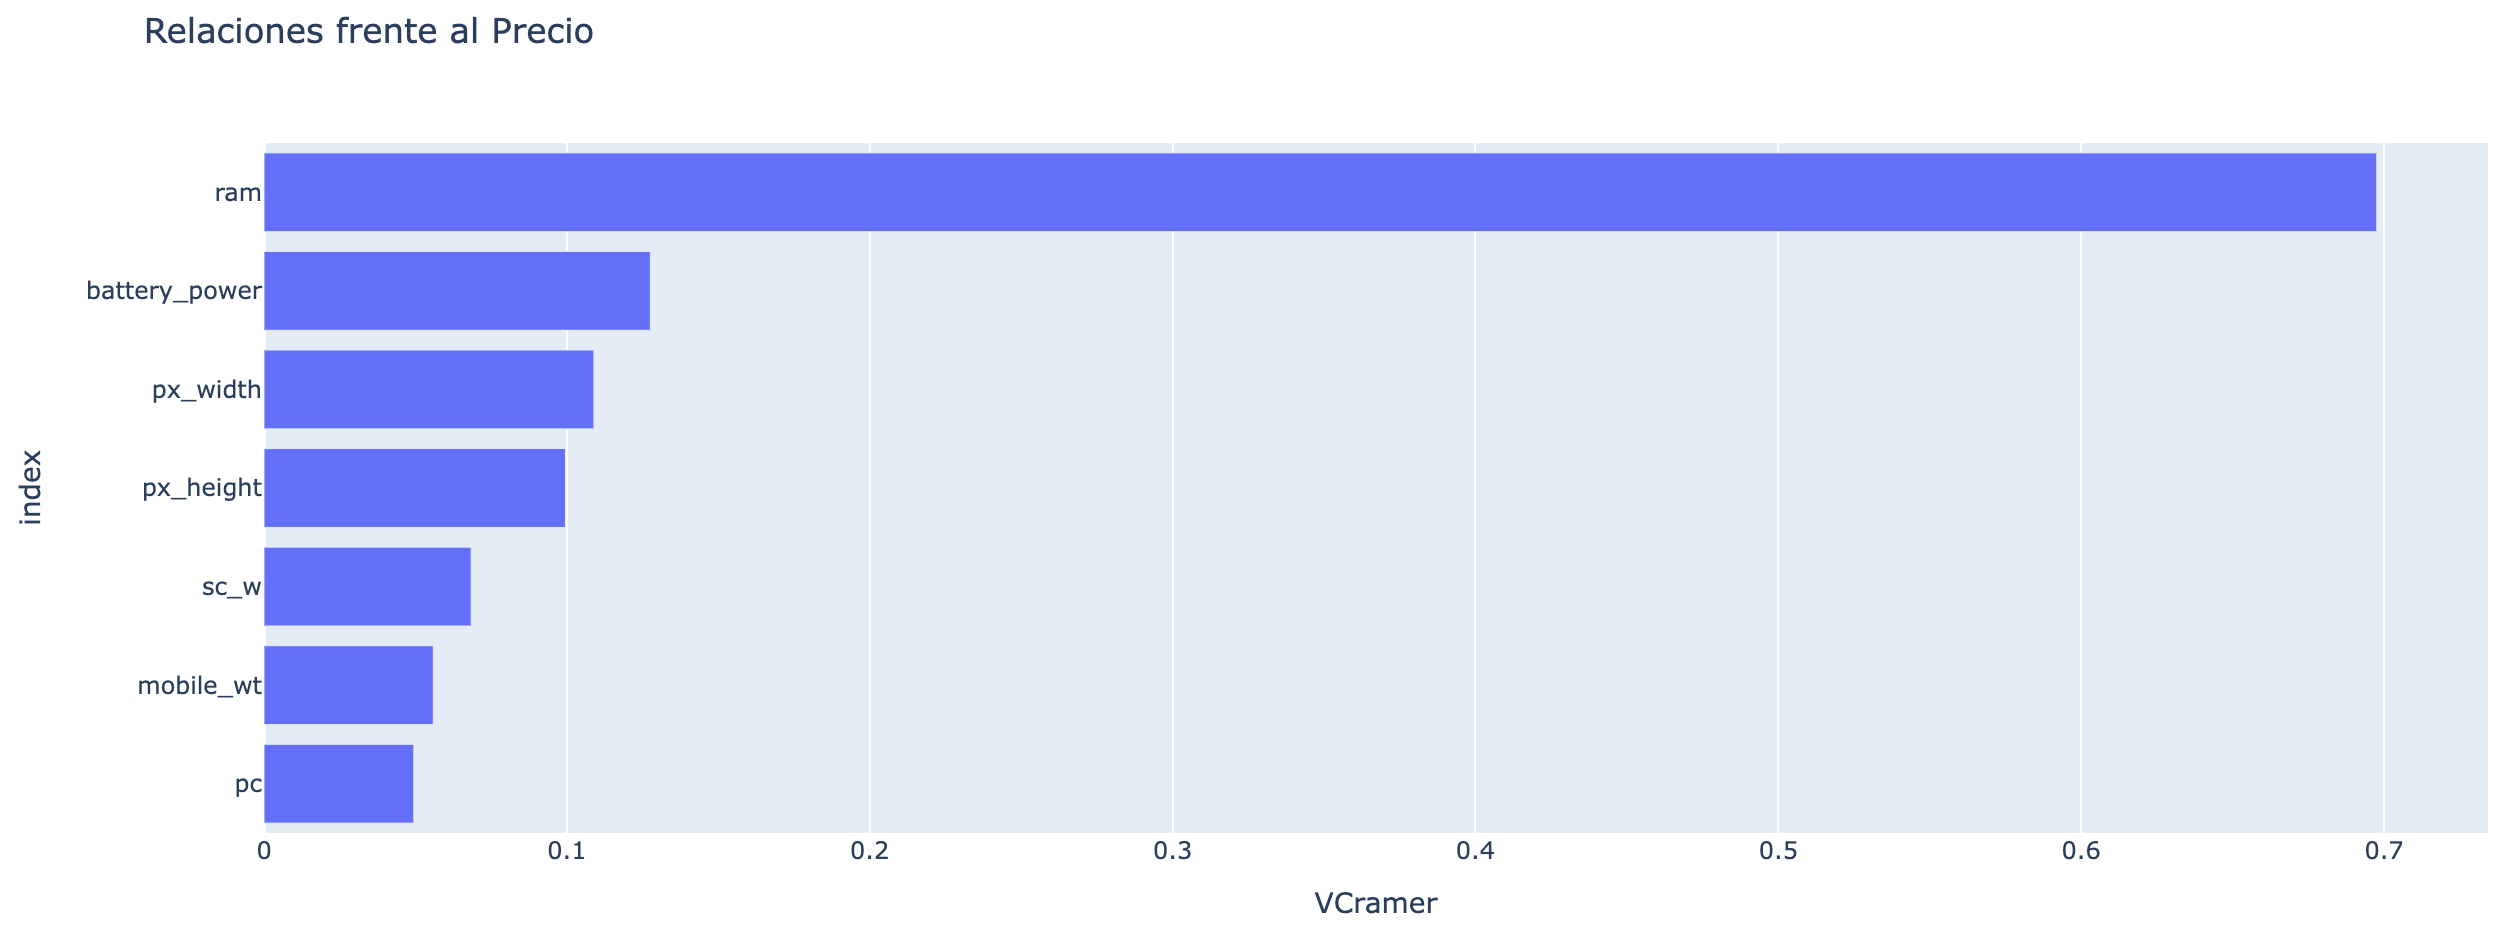 Relaciones frente al Precio
index
ram
battery_power
px_width
px_height
sc_w
mobile_wt
pc
0 0.1 0.2 0.3 0.4 0.5 0.6 0.7
VCramer